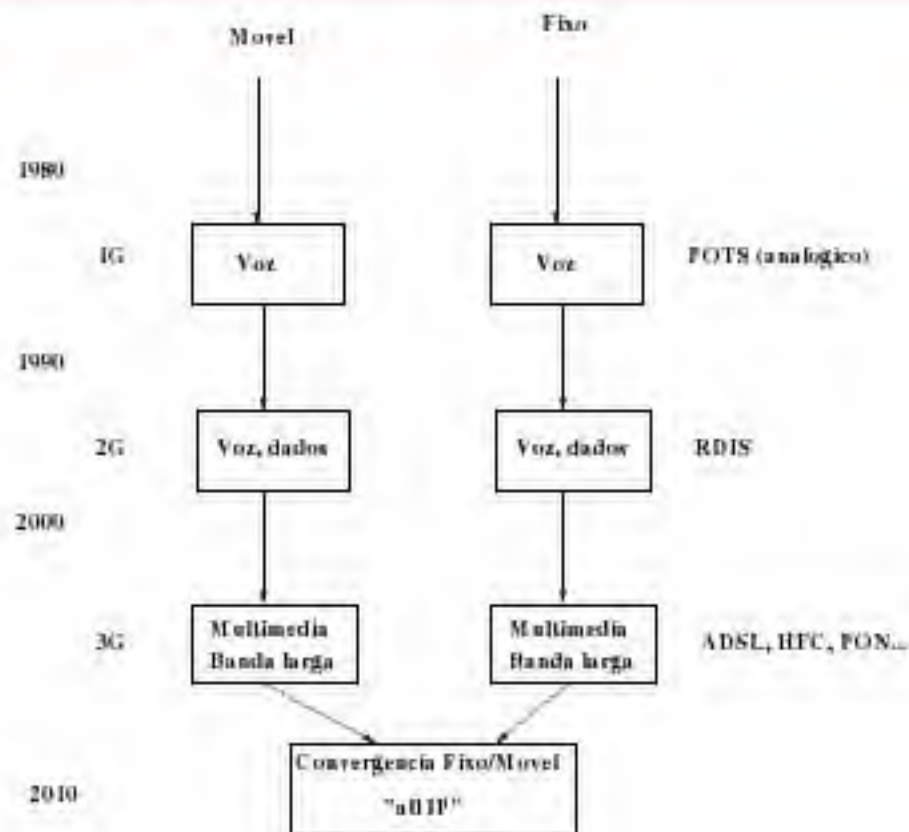 Movel
Fixo
1980
1G
Voz
Voz
POTS (analogico)
1990
2G
Voz, dados
Voz, dados
RDIS
2000
3G
Multimedia
Banda larga
Multimedia
Banda larga
ADSL, HFC, PON...
Convergencia Fixo/Movel
2010
"allIP"